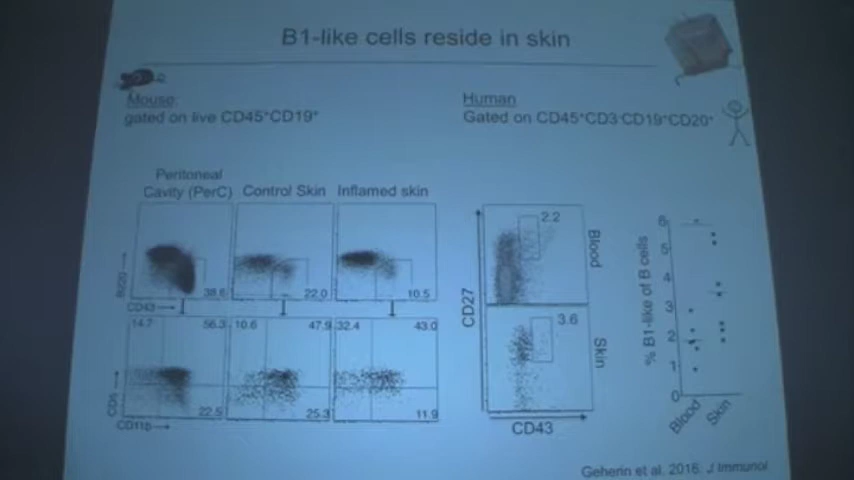 B1-like cells reside in skin
Mouse:
gated on live CD45+CD19+
Human
Gated on CD45+CD3-CD19+CD20+
Peritoneal
Cavity (PerC)
Control Skin
Inflamed skin
B220
38.6
22.0
10.5
CD43
14.7
56.3
10.6
47.9
32.4
43.0
CD5
22.5
25.3
11.9
CD11b
2.2
Blood
CD27
3.6
Skin
CD43
% B1-like of B cells
6
5
4
3
2
1
0
Blood
Skin
Geherin et al. 2016. J Immunol